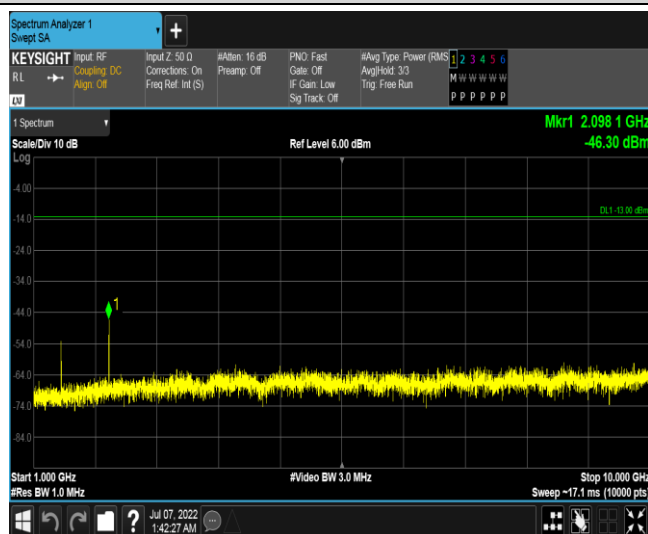 Spectrum Analyzer 1
Swept SA
+
KEYSIGHT Input: RF Input Z: 50 Ω #Atten: 16 dB PNO: Fast #Avg Type: Power (RMS 1 2 3 4 5 6
RL Coupling: DC Corrections: On Preamp: Off Gate: Off Avg|Hold: 3/3 M W W W W W
Align: Off Freq Ref: Int (S) IF Gain: Low Trig: Free Run
LXI Sig Track: Off P P P P P P
1 Spectrum
Mkr1 2.098 1 GHz
Scale/Div 10 dB Ref Level 6.00 dBm -46.30 dBm
Log
-4.00
DL1 -13.00 dBm
-14.0
-24.0
-34.0
1
-44.0
-54.0
-64.0
-74.0
-84.0
Start 1.000 GHz #Video BW 3.0 MHz Stop 10.000 GHz
#Res BW 1.0 MHz Sweep ~17.1 ms (10000 pts)
? Jul 07, 2022
1:42:27 AM